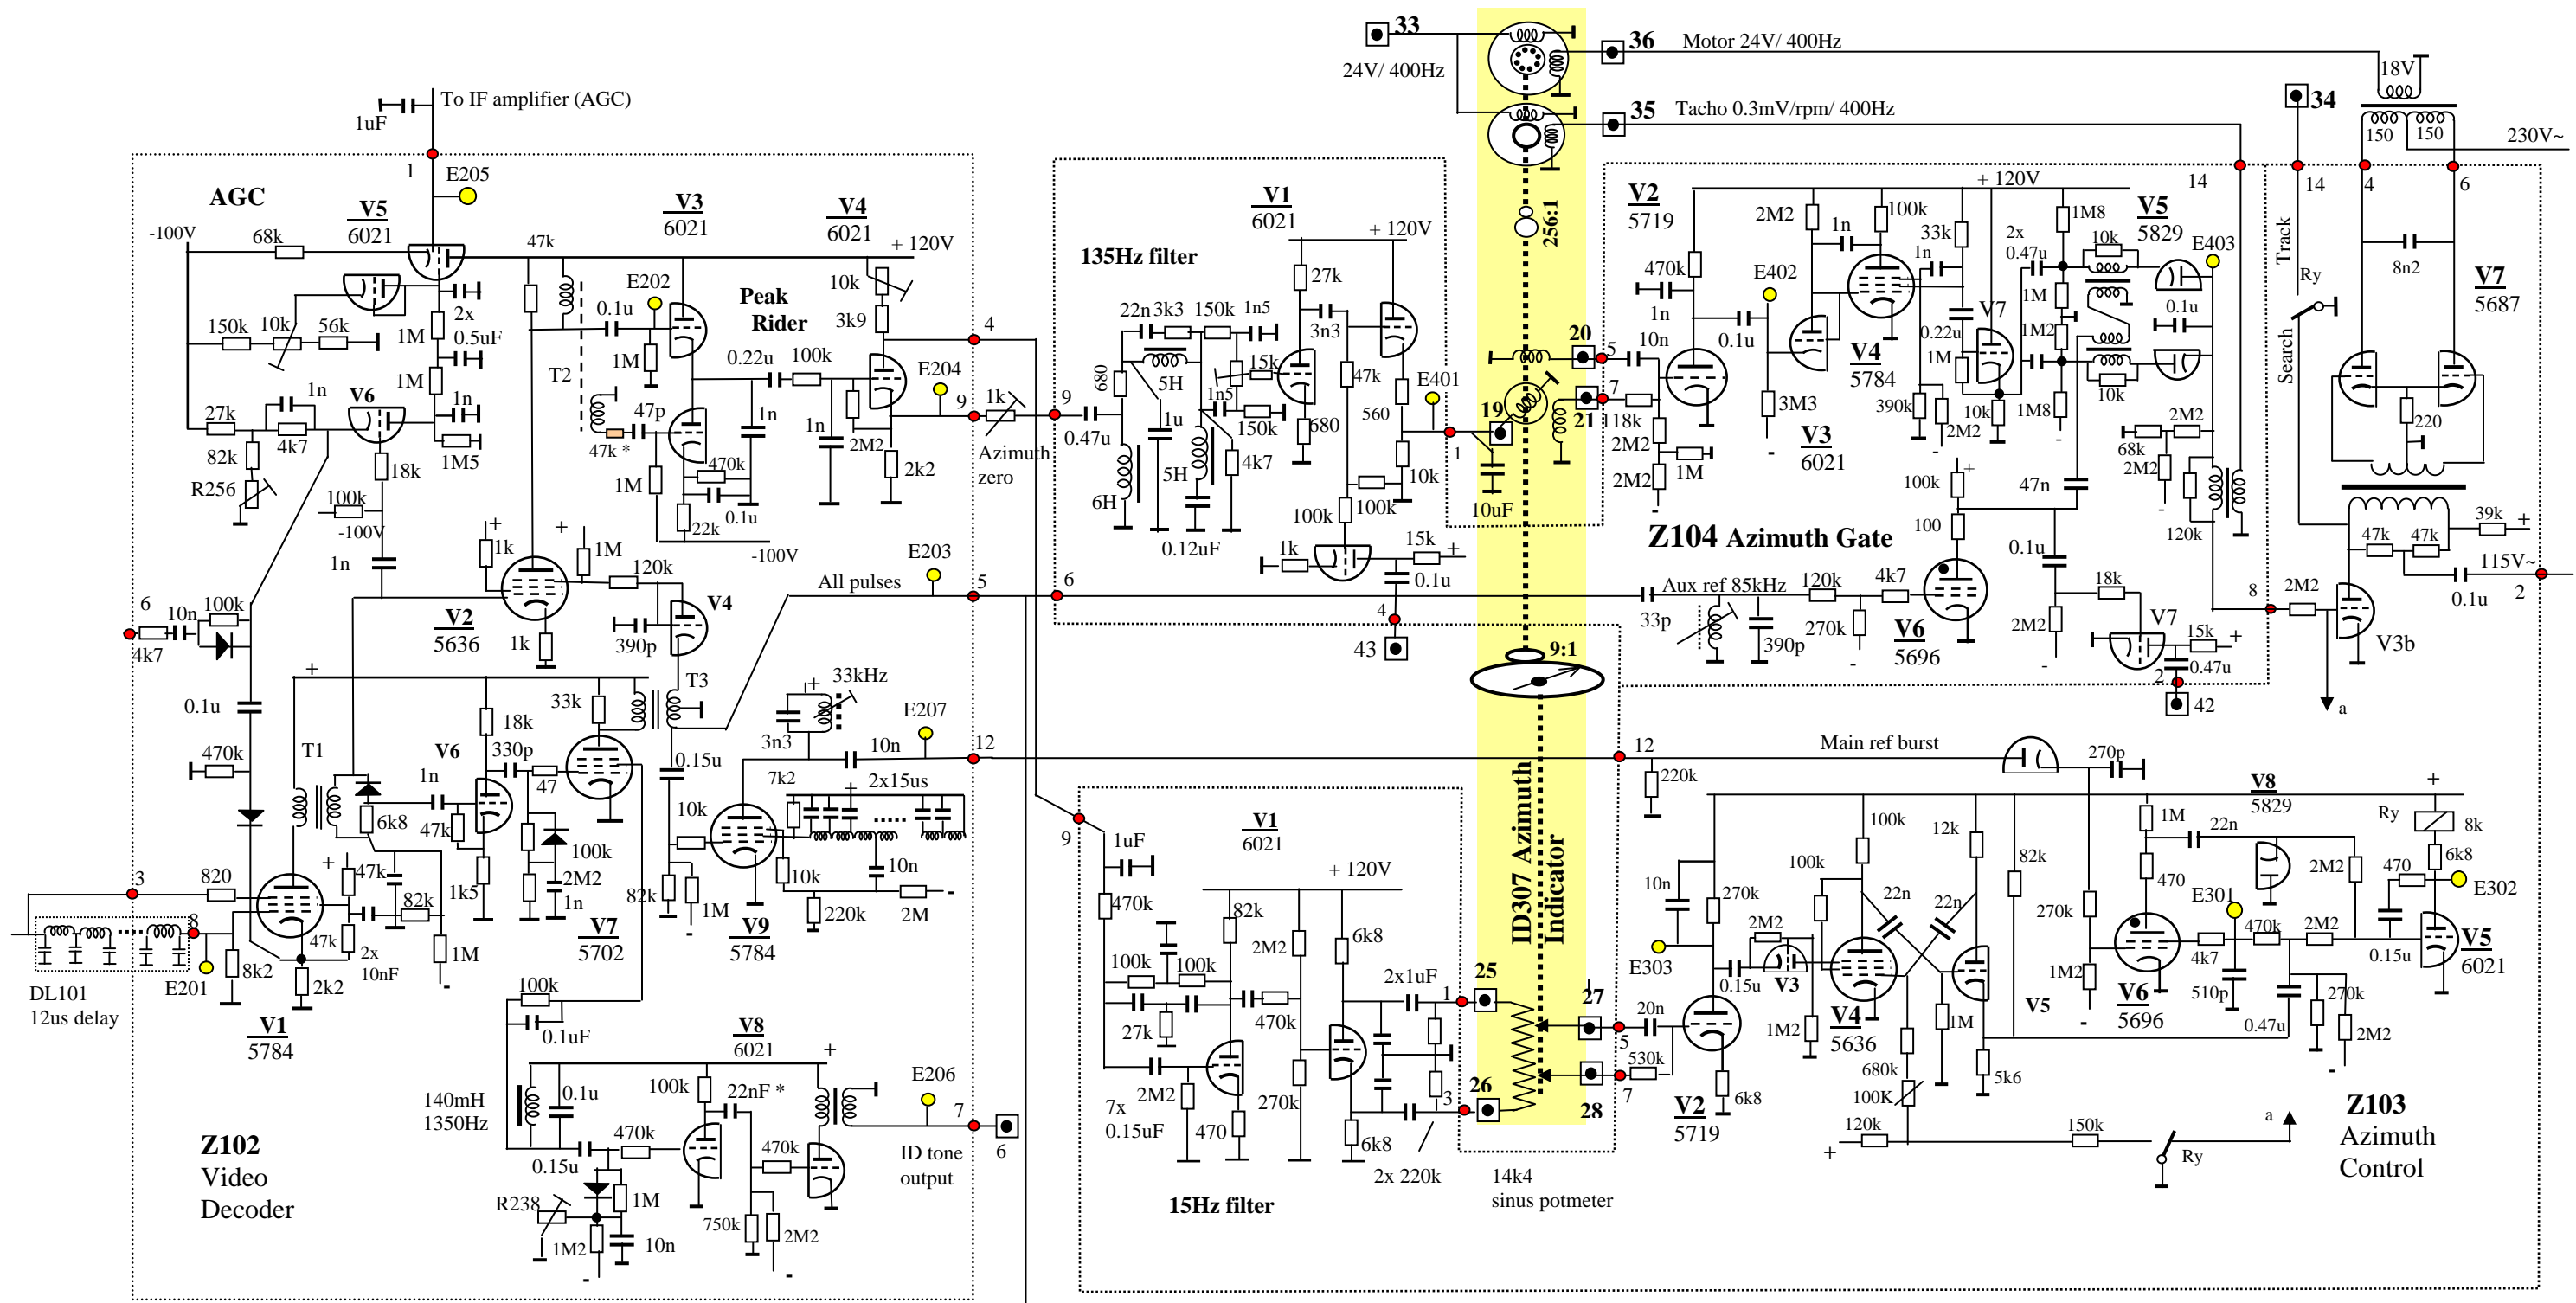 33
24V/ 400Hz
36
Motor 24V/ 400Hz
35
Tacho 0.3mV/rpm/ 400Hz
34
18V
150
150
230V~
To IF amplifier (AGC)
1uF
1
E205
AGC
V5
6021
-100V
68k
47k
V3
6021
V4
6021
+ 120V
E202
0.1u
Peak
Rider
10k
3k9
2x
0.5uF
150k
10k
56k
1M
1M
T2
1M
0.22u
100k
4
E204
9
1k
Azimuth
zero
1n
V6
1n
27k
4k7
82k
R256
1M5
18k
100k
-100V
1n
47p
47k *
1M
470k
0.1u
22k
-100V
1n
1n
2M2
2k2
1k
1M
120k
V4
V2
5636
1k
390p
All pulses
E203
5
6
10n
100k
4k7
0.1u
470k
T1
+
6k8
1n
V6
47k
18k
330p
47
33k
T3
0.15u
10k
82k
1M
-
+
33kHz
3n3
10n
E207
12
7k2
2x15us
+
10k
10n
220k
2M
-
V9
5784
3
820
8
E201
8k2
DL101
12us delay
V1
5784
2k2
+
47k
47k
2x
10nF
82k
1M
-
1k5
100k
2M2
1n
V7
5702
100k
0.1uF
V8
6021
+
140mH
1350Hz
0.1u
100k
22nF *
0.15u
470k
470k
E206
7
6
ID tone
output
R238
1M
1M2
10n
-
750k
2M2
-
Z102
Video
Decoder
135Hz filter
V1
6021
+ 120V
27k
22n
3k3
150k
1n5
3n3
680
5H
15k
47k
9
0.47u
1u
1n5
150k
680
560
E401
6H
5H
4k7
10k
0.12uF
100k
100k
1
10uF
1k
15k
+
0.1u
6
4
43
19
20
21
256:1
9:1
ID307 Azimuth
Indicator
5
7
V2
5719
470k
1n
10n
118k
2M2
2M2
-
1M
E402
0.1u
3M3
-
V3
6021
2M2
1n
100k
V4
5784
+ 120V
33k
1n
0.22u
1M
390k
2M2
-
V7
10k
1M8
2x
0.47u
1M
1M2
1M8
-
10k
10k
V5
5829
E403
0.1u
2M2
68k
2M2
-
120k
14
+
100k
100
47n
0.1u
2M2
-
18k
V7
15k
+
0.47u
2
42
Z104 Azimuth Gate
Aux ref 85kHz
33p
390p
120k
270k
-
4k7
V6
5696
14
4
6
Track
Ry
Search
8n2
V7
5687
220
47k
47k
39k
+
115V~
0.1u
2
8
2M2
V3b
a
12
220k
Main ref burst
270p
9
1uF
470k
V1
6021
+ 120V
82k
2M2
6k8
100k
100k
27k
470k
2x1uF
1
25
26
3
2M2
7x
0.15uF
470
270k
6k8
2x 220k
15Hz filter
14k4
sinus potmeter
27
28
5
7
20n
530k
E303
10n
270k
V2
5719
6k8
2M2
0.15u
V3
1M2
100k
100k
22n
22n
12k
V4
5636
680k
100K
1M
5k6
82k
V5
120k
+
150k
Ry
a
270k
1M2
-
1M
470
22n
V6
5696
E301
4k7
510p
470k
0.47u
V8
5829
2M2
2M2
270k
2M2
-
470
0.15u
+
Ry
8k
6k8
E302
V5
6021
Z103
Azimuth
Control